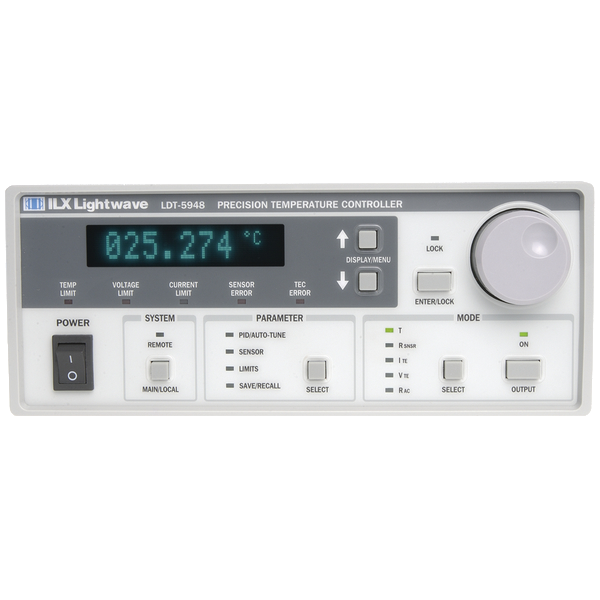 ILX Lightwave LDT-5948 PRECISION TEMPERATURE CONTROLLER
025.274 °C
DISPLAY/MENU
LOCK
ENTER/LOCK
TEMP LIMIT
VOLTAGE LIMIT
CURRENT LIMIT
SENSOR ERROR
TEC ERROR
POWER
I
O
SYSTEM
REMOTE
MAIN/LOCAL
PARAMETER
PID/AUTO-TUNE
SENSOR
LIMITS
SAVE/RECALL
SELECT
MODE
T
R SNSR
I TE
V TE
R AC
SELECT
ON
OUTPUT